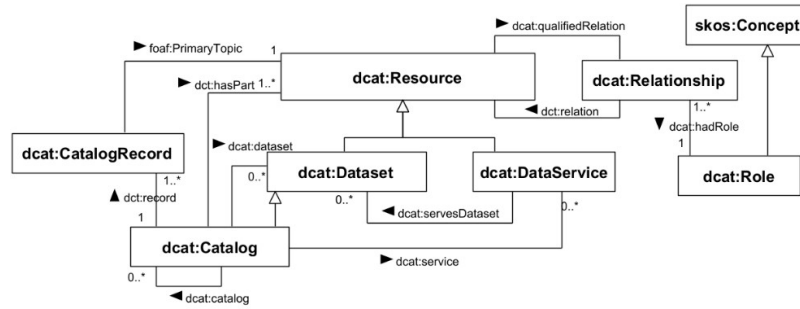 dcat:qualifiedRelation
skos:Concept
foaf:PrimaryTopic
1
dcat:Resource
dcat:Relationship
dct:hasPart
1..*
dct:relation
1..*
dcat:hadRole
1
dcat:CatalogRecord
dcat:dataset
dcat:Dataset
dcat:DataService
dcat:Role
0..*
1..*
dct:record
0..*
dcat:servesDataset
0..*
1
dcat:Catalog
dcat:service
0..*
dcat:catalog